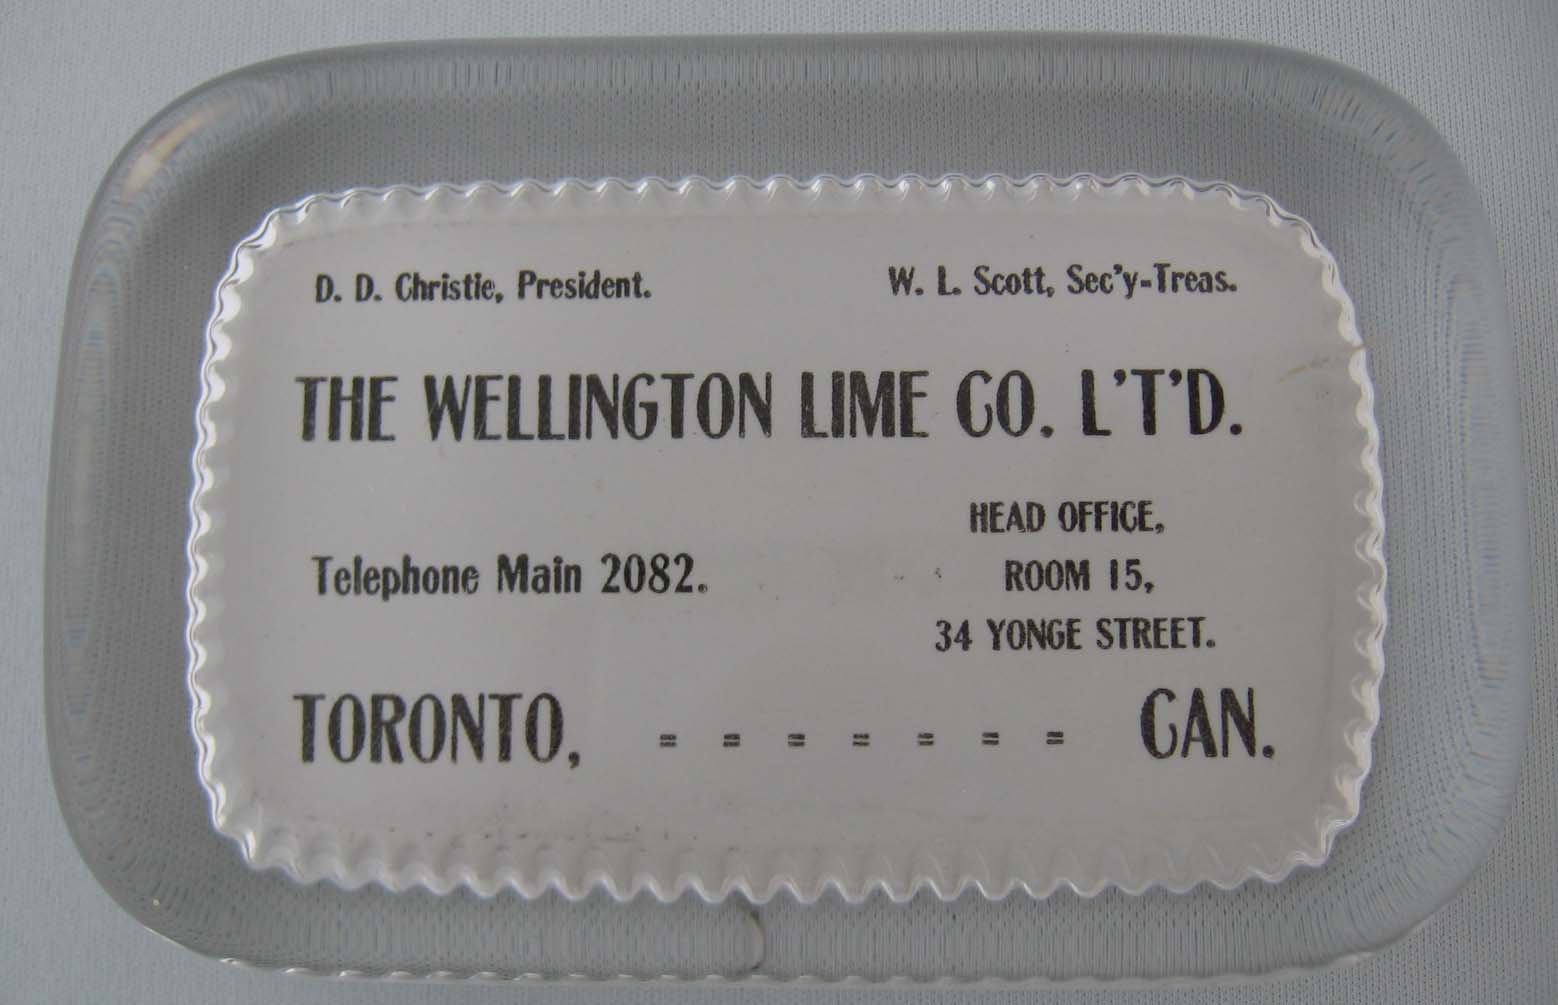 D. D. Christie, President. W. L. Scott, Sec'y-Treas.
THE WELLINGTON LIME CO. L'T'D.
HEAD OFFICE,
Telephone Main 2082. ROOM 15,
34 YONGE STREET.
TORONTO, = = = = = = = CAN.